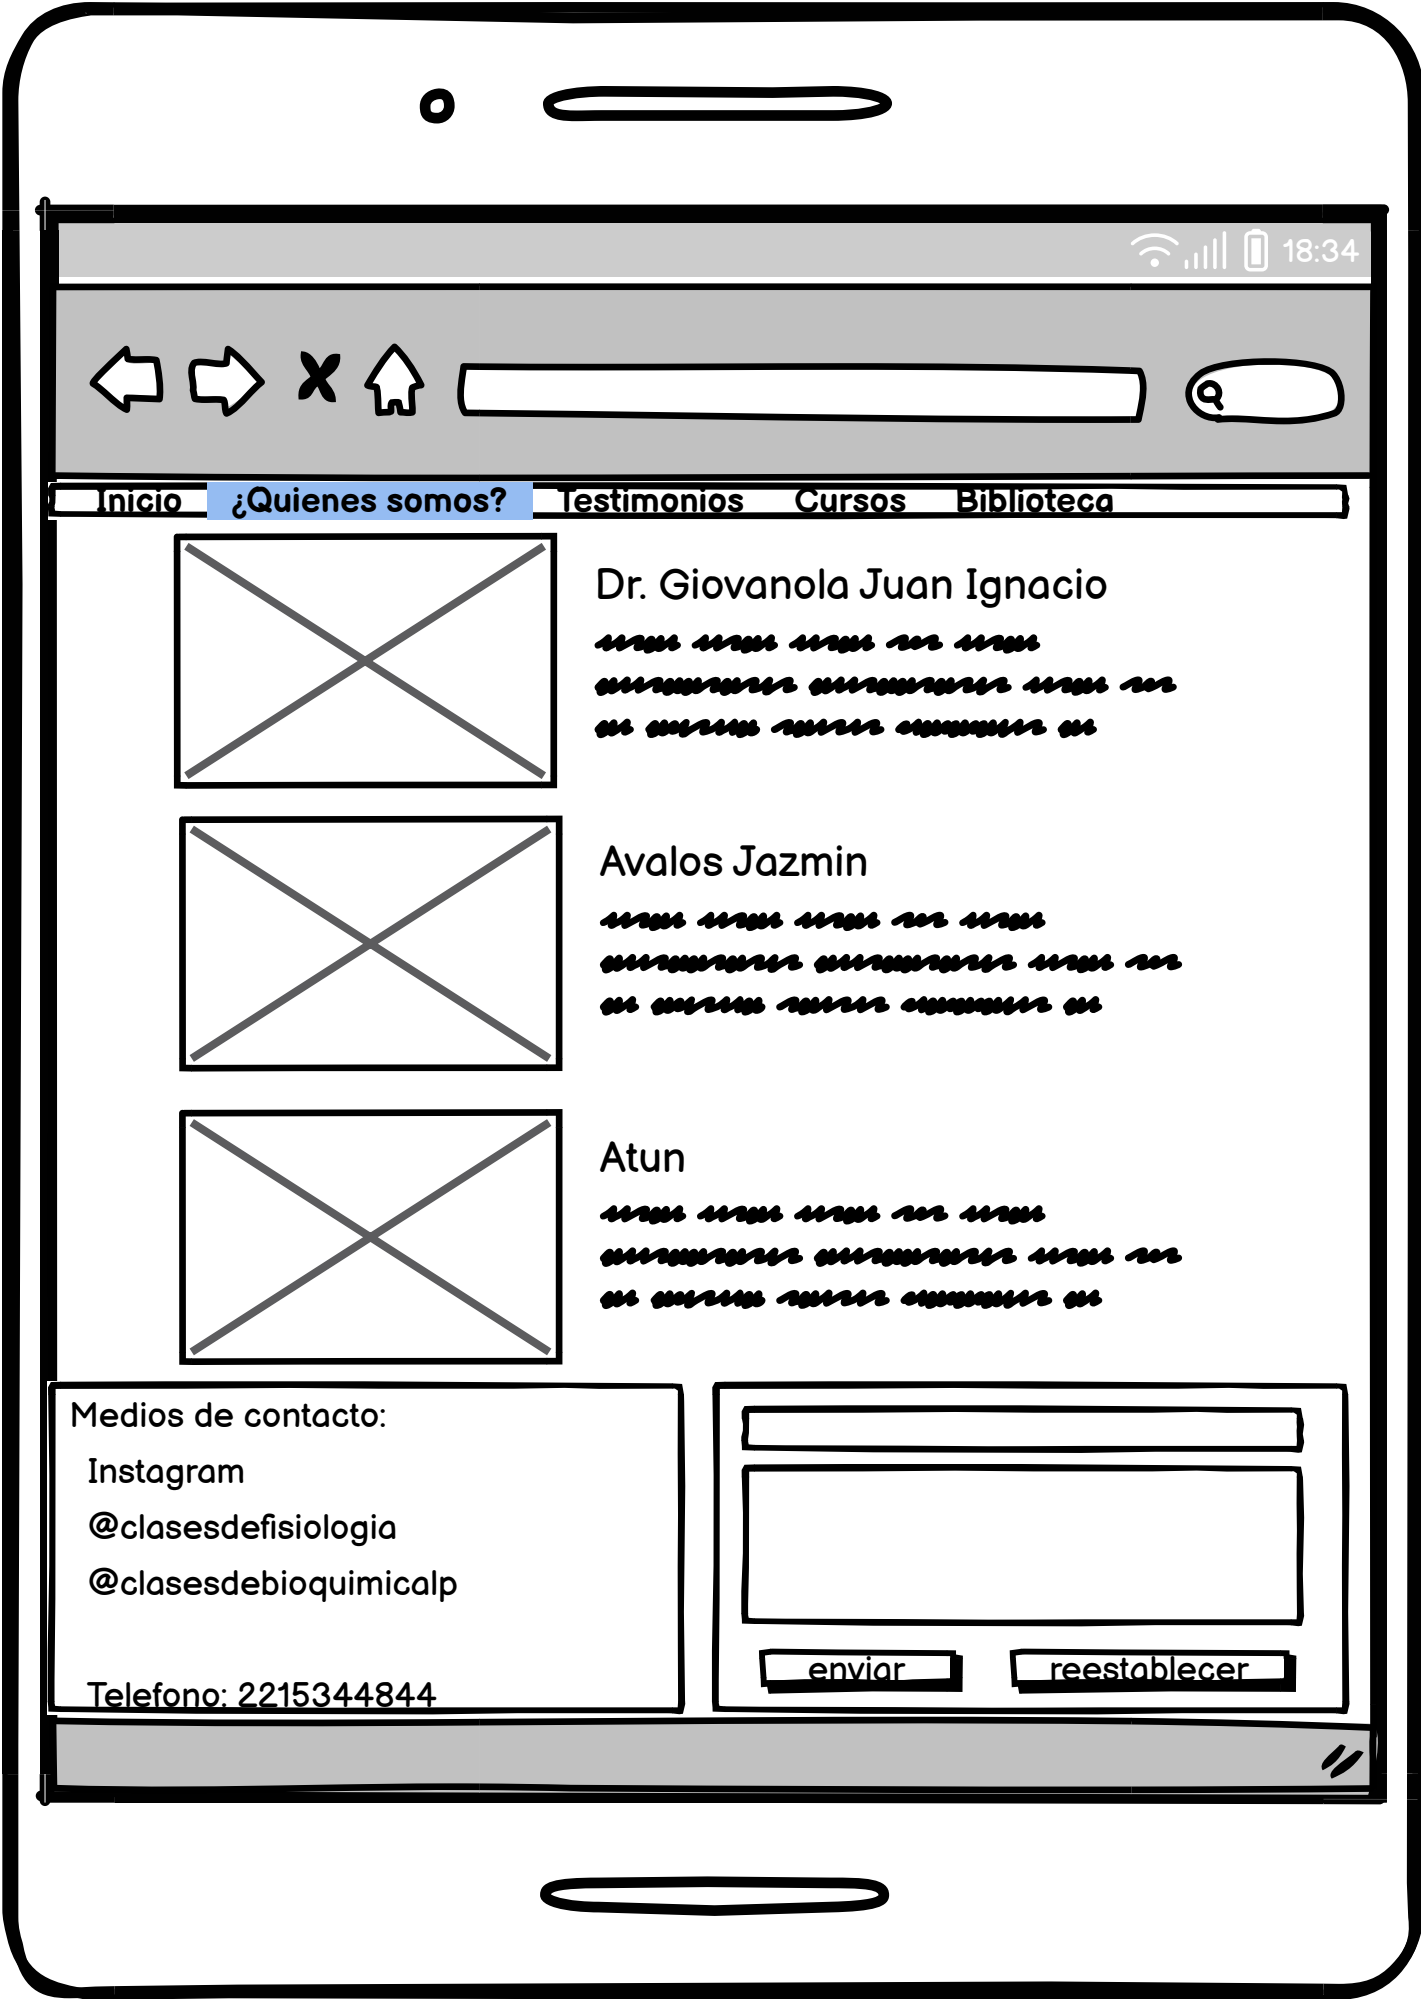 18:34
Inicio ¿Quienes somos? Testimonios Cursos Biblioteca
Dr. Giovanola Juan Ignacio
Avalos Jazmin
Atun
Medios de contacto:
Instagram
@clasesdefisiologia
@clasesdebioquimicalp
Telefono: 2215344844
enviar reestablecer